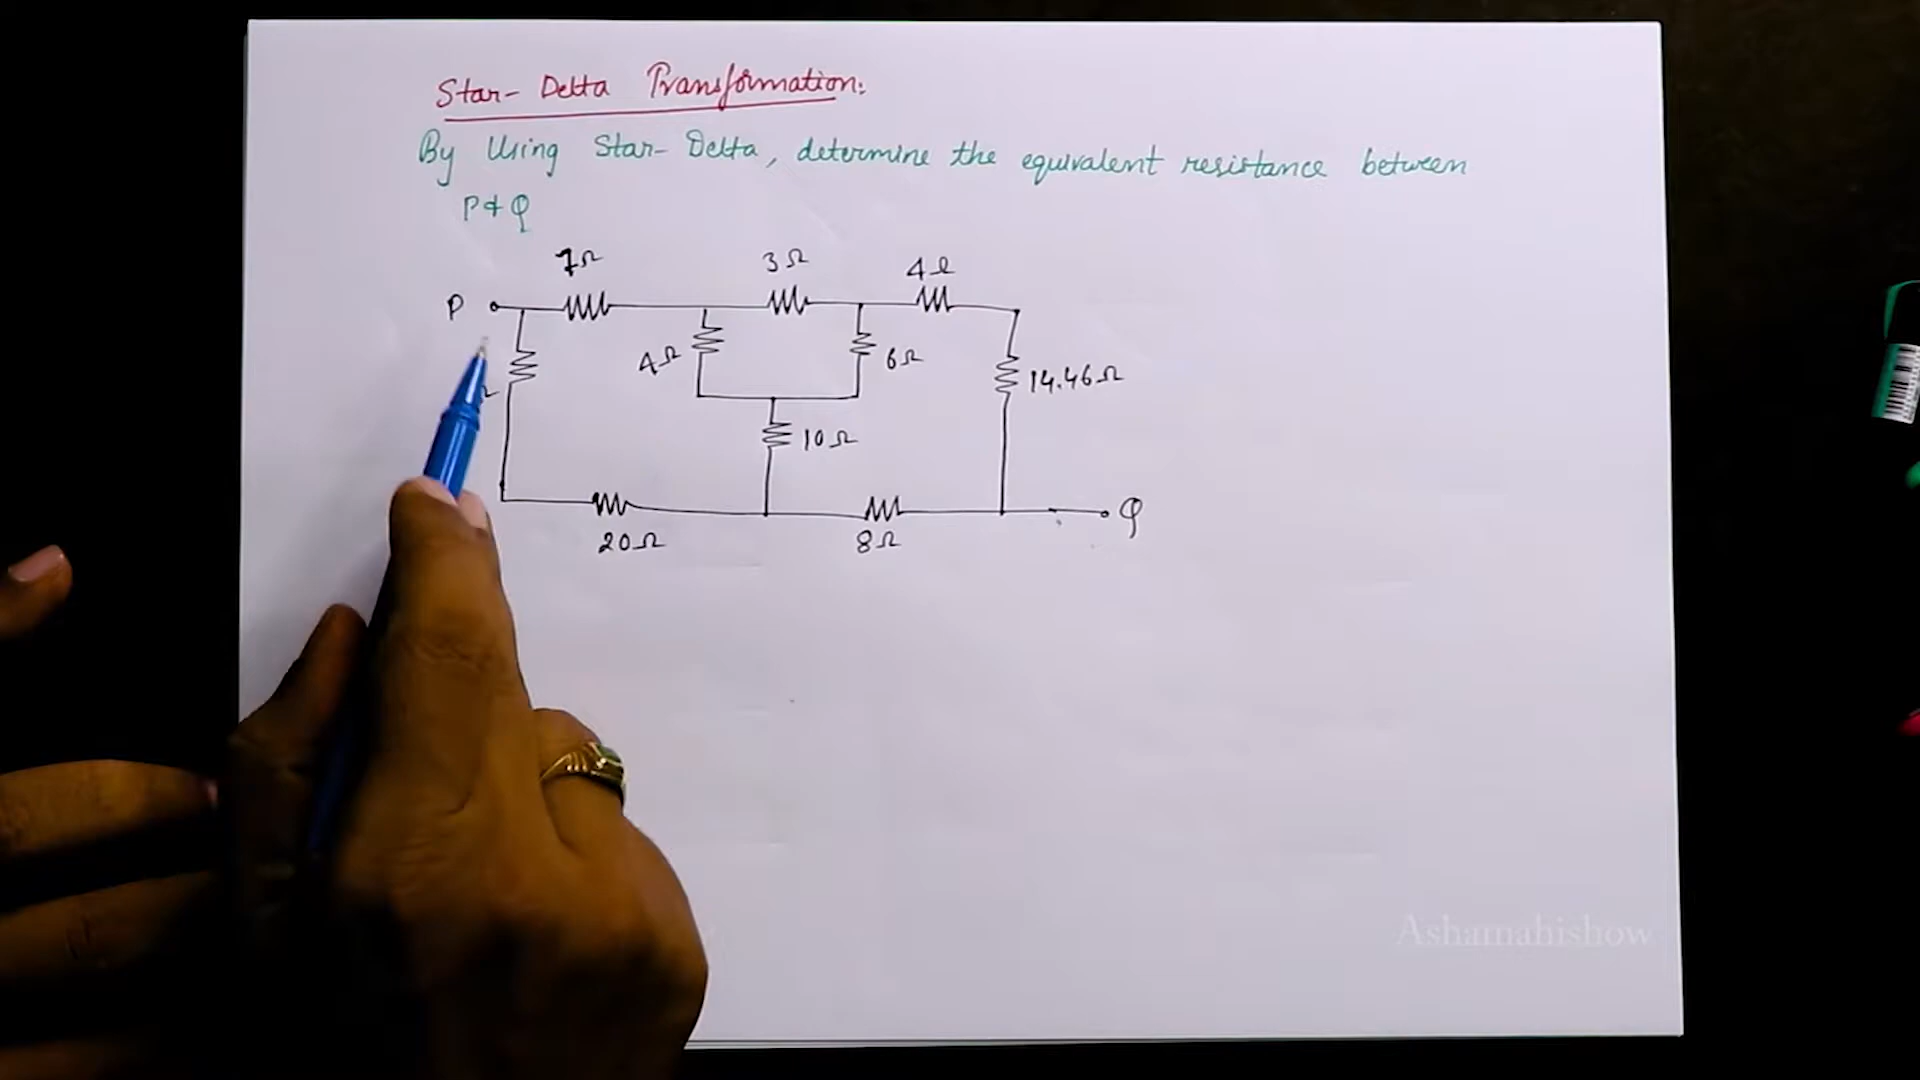 Star-Delta Transformation:
By Using Star-Delta, determine the equivalent resistance between
P & Q
7Ω 3Ω 4Ω
P
4Ω 6Ω 14.46Ω
Ω
10Ω
Q
20Ω 8Ω
Ashamahishow